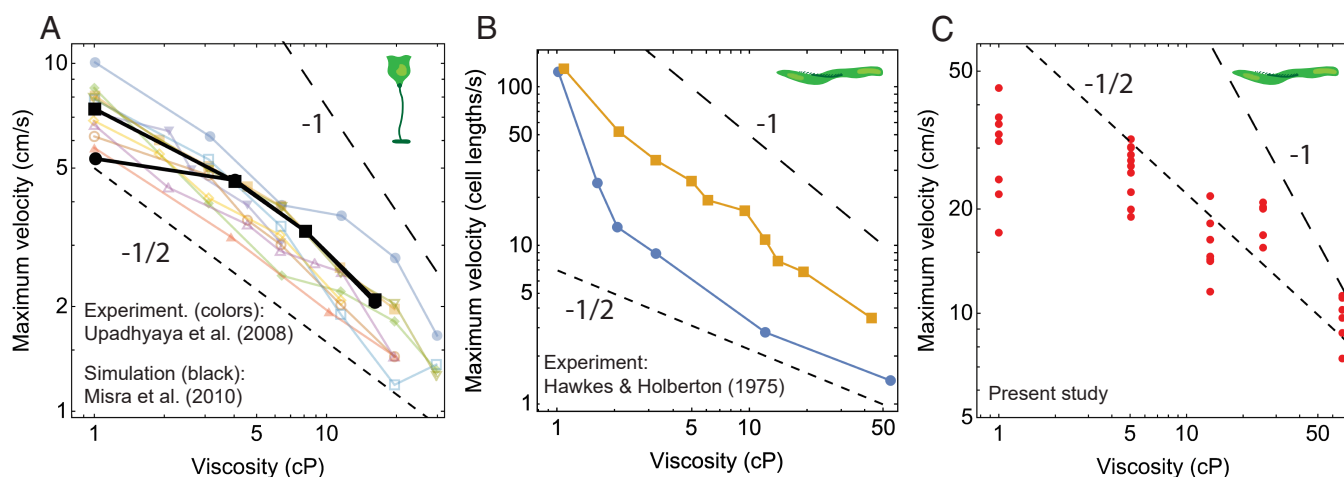 A
Maximum velocity (cm/s)
10
5
2
1
-1
-1/2
Experiment. (colors):
Upadhyaya et al. (2008)
Simulation (black):
Misra et al. (2010)
1
5
10
Viscosity (cP)
B
Maximum velocity (cell lengths/s)
100
50
10
5
1
-1
-1/2
Experiment:
Hawkes & Holberton (1975)
1
5
10
50
Viscosity (cP)
C
Maximum velocity (cm/s)
50
20
10
5
-1/2
-1
Present study
1
5
10
50
Viscosity (cP)